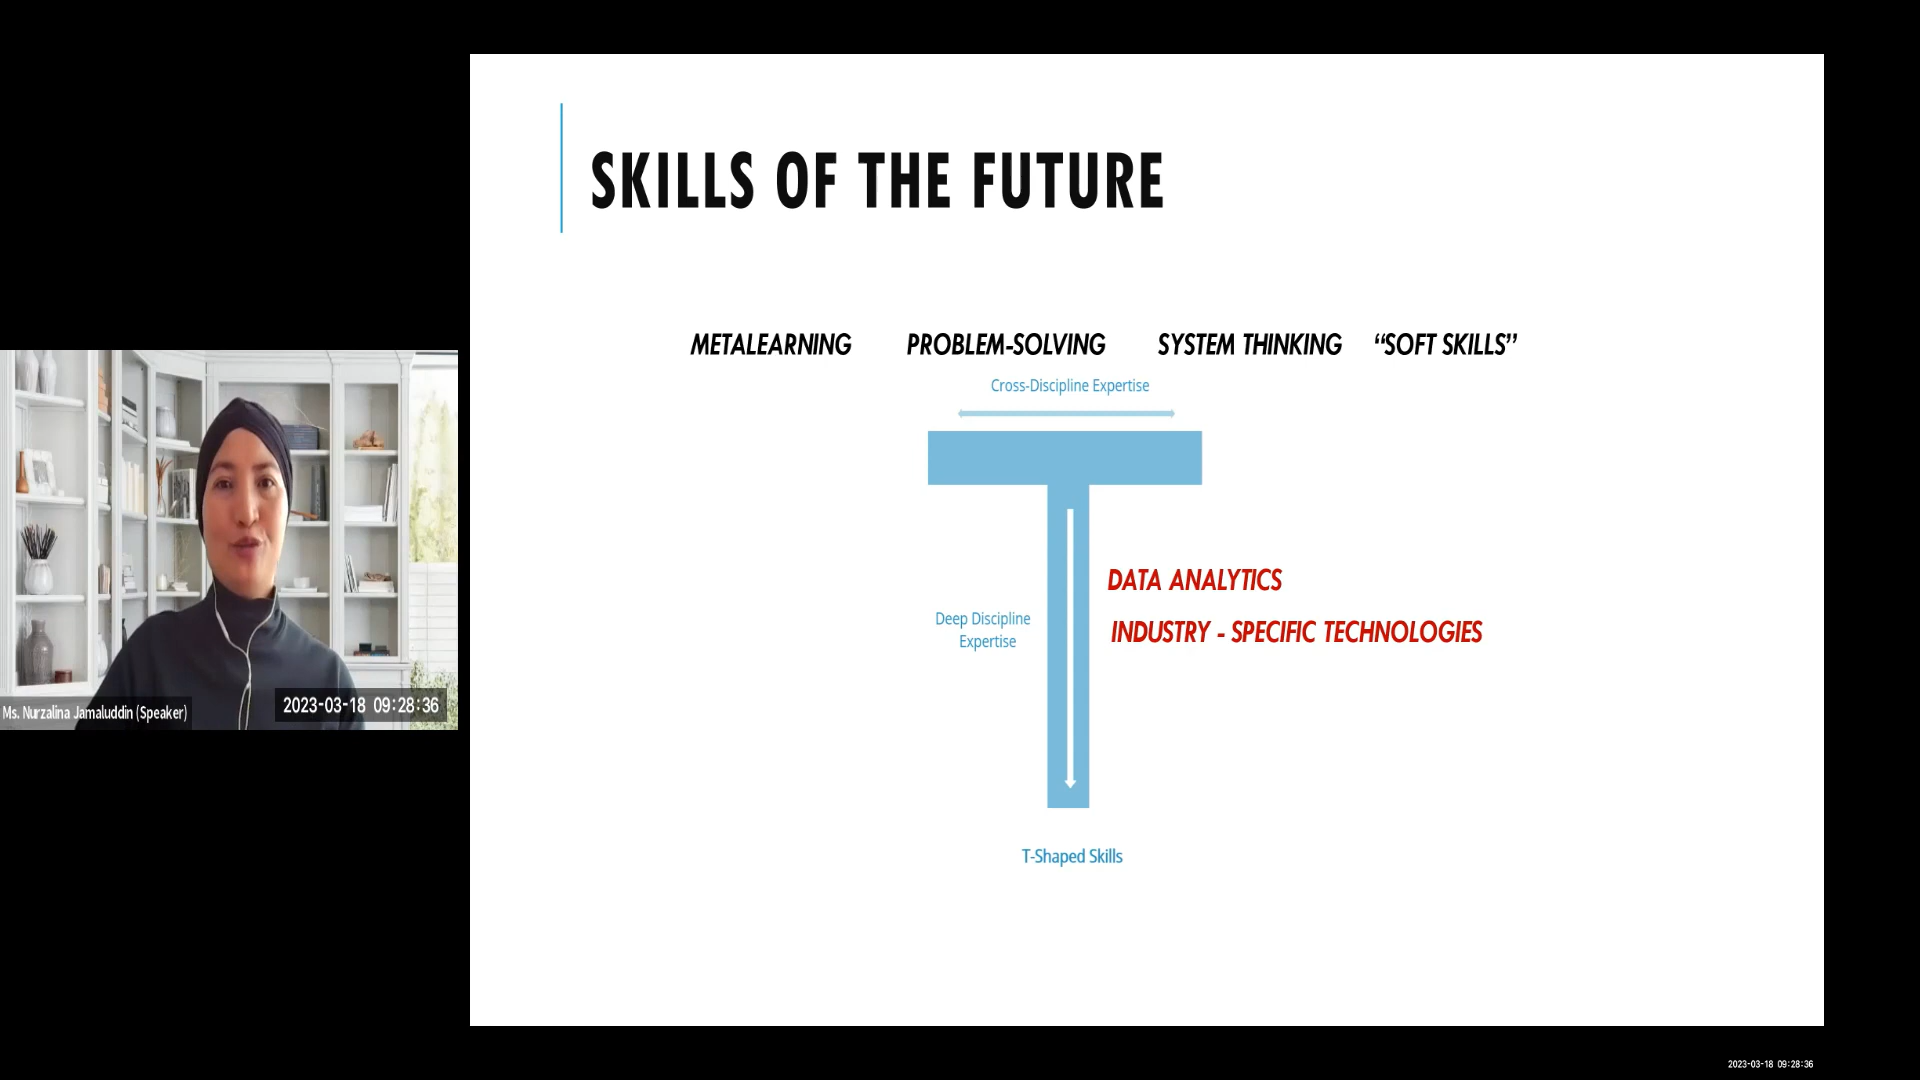 SKILLS OF THE FUTURE
METALEARNING PROBLEM-SOLVING SYSTEM THINKING “SOFT SKILLS”
Cross-Discipline Expertise
DATA ANALYTICS
Deep Discipline
Expertise
INDUSTRY - SPECIFIC TECHNOLOGIES
T-Shaped Skills
Ms. Nurzalina Jamaluddin (Speaker)
2023-03-18 09:28:36
2023-03-18 09:28:36